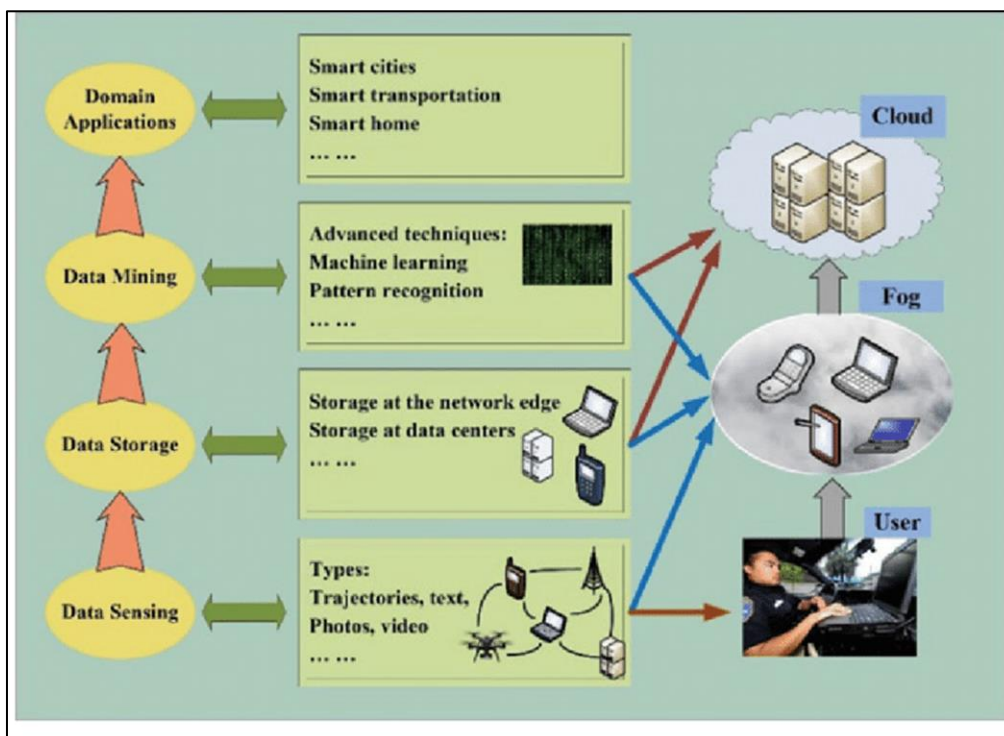 Domain
Applications
Smart cities
Smart transportation
Smart home
... ...
Cloud
Data Mining
Advanced techniques:
Machine learning
Pattern recognition
... ...
Fog
Data Storage
Storage at the network edge
Storage at data centers
... ...
User
Data Sensing
Types:
Trajectories, text,
Photos, video
... ...